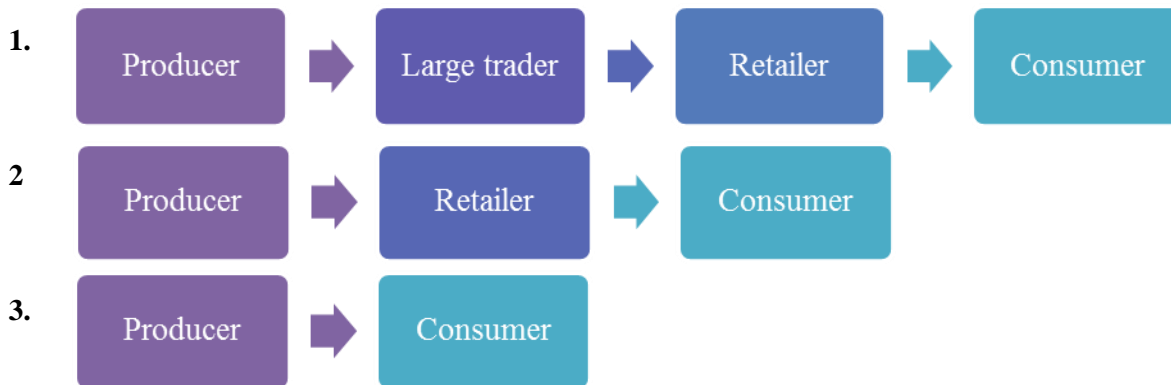 1. Producer Large trader Retailer Consumer
2 Producer Retailer Consumer
3. Producer Consumer